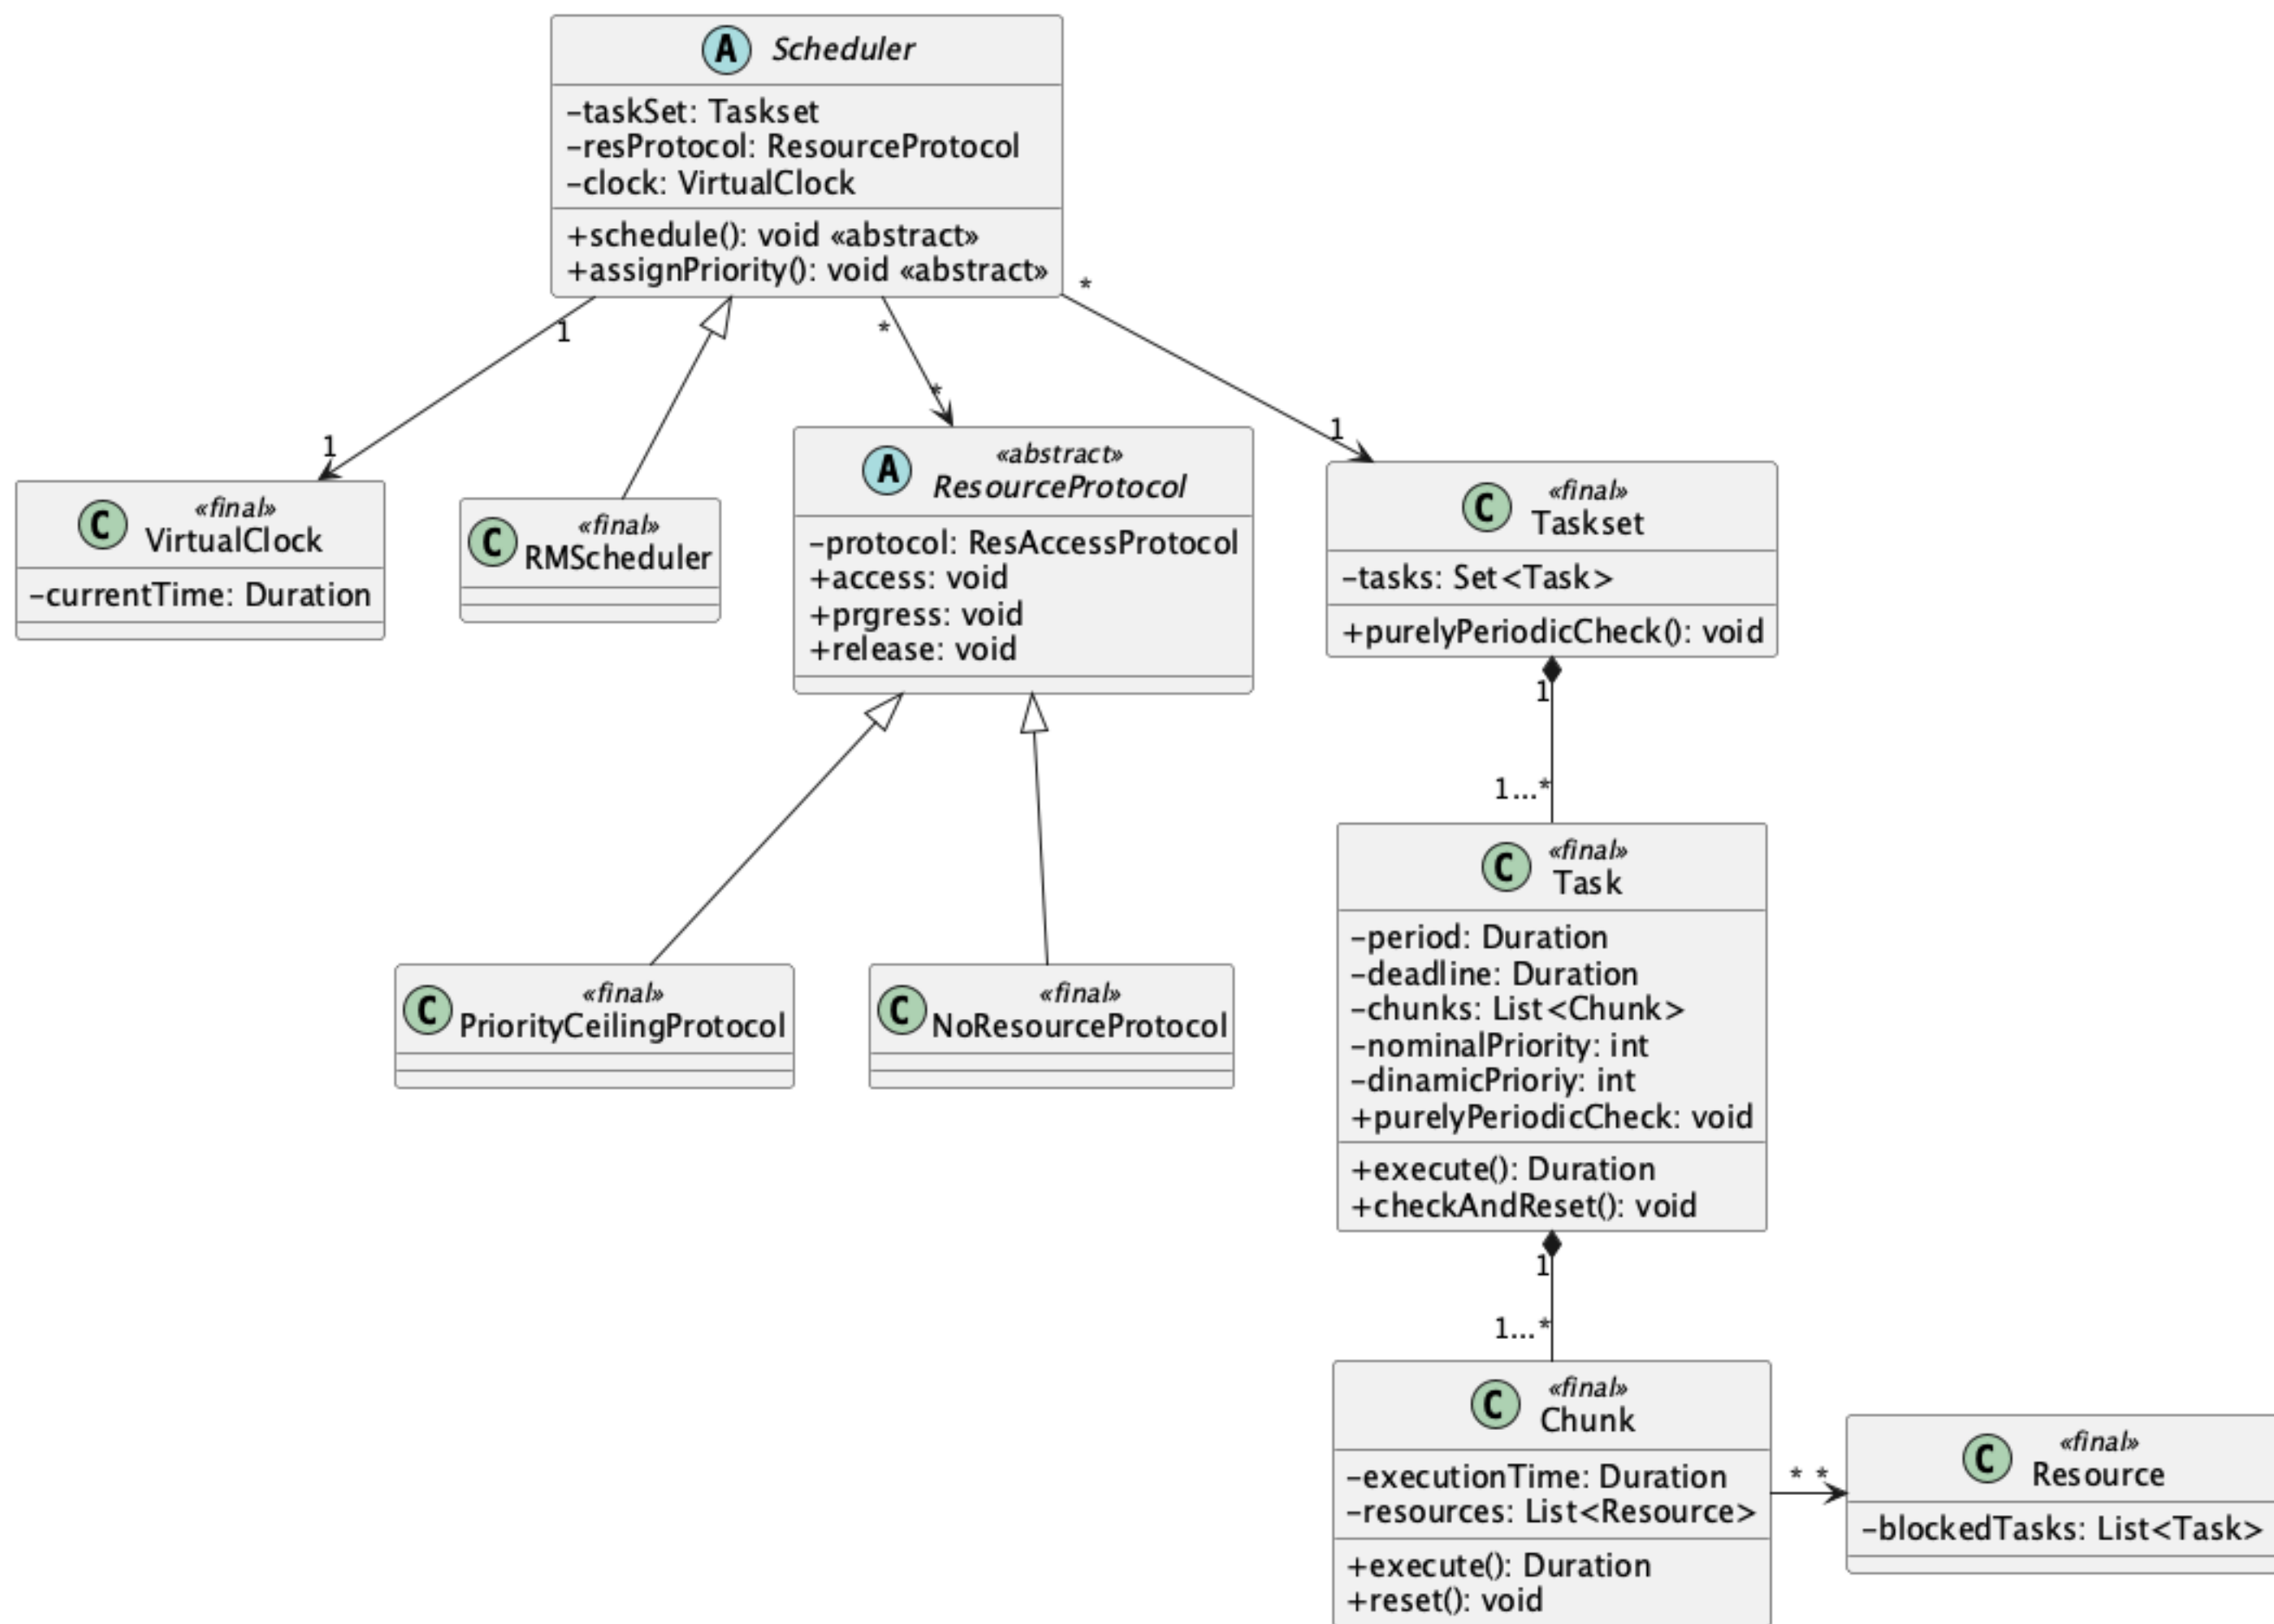 A Scheduler
-taskSet: Taskset
-resProtocol: ResourceProtocol
-clock: VirtualClock
+schedule(): void «abstract»
+assignPriority(): void «abstract»
*
1
*
*
1
1
«final»
C VirtualClock
-currentTime: Duration
«final»
C RMScheduler
«abstract»
A ResourceProtocol
-protocol: ResAccessProtocol
+access: void
+prgress: void
+release: void
«final»
C Taskset
-tasks: Set<Task>
+purelyPeriodicCheck(): void
1
1...*
«final»
C PriorityCeilingProtocol
«final»
C NoResourceProtocol
«final»
C Task
-period: Duration
-deadline: Duration
-chunks: List<Chunk>
-nominalPriority: int
-dinamicPrioriy: int
+purelyPeriodicCheck: void
+execute(): Duration
+checkAndReset(): void
1
1...*
«final»
C Chunk
-executionTime: Duration
-resources: List<Resource>
+execute(): Duration
+reset(): void
* *
«final»
C Resource
-blockedTasks: List<Task>